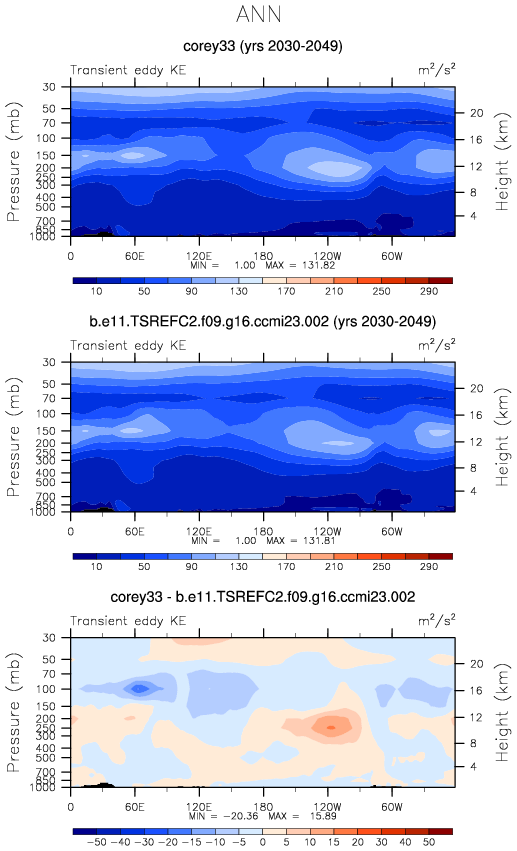 ANN
corey33 (yrs 2030-2049)
Transient eddy KE m²/s²
30
50
70
100
150
200
250
300
400
500
700
850
1000
Pressure (mb)
20
16
12
8
4
Height (km)
0 60E 120E 180 120W 60W
MIN = 1.00 MAX = 131.82
10 50 90 130 170 210 250 290
b.e11.TSREFC2.f09.g16.ccmi23.002 (yrs 2030-2049)
Transient eddy KE m²/s²
30
50
70
100
150
200
250
300
400
500
700
850
1000
Pressure (mb)
20
16
12
8
4
Height (km)
0 60E 120E 180 120W 60W
MIN = 1.00 MAX = 131.81
10 50 90 130 170 210 250 290
corey33 - b.e11.TSREFC2.f09.g16.ccmi23.002
Transient eddy KE m²/s²
30
50
70
100
150
200
250
300
400
500
700
850
1000
Pressure (mb)
20
16
12
8
4
Height (km)
0 60E 120E 180 120W 60W
MIN = -20.36 MAX = 15.89
-50 -40 -30 -20 -15 -10 -5 0 5 10 15 20 30 40 50